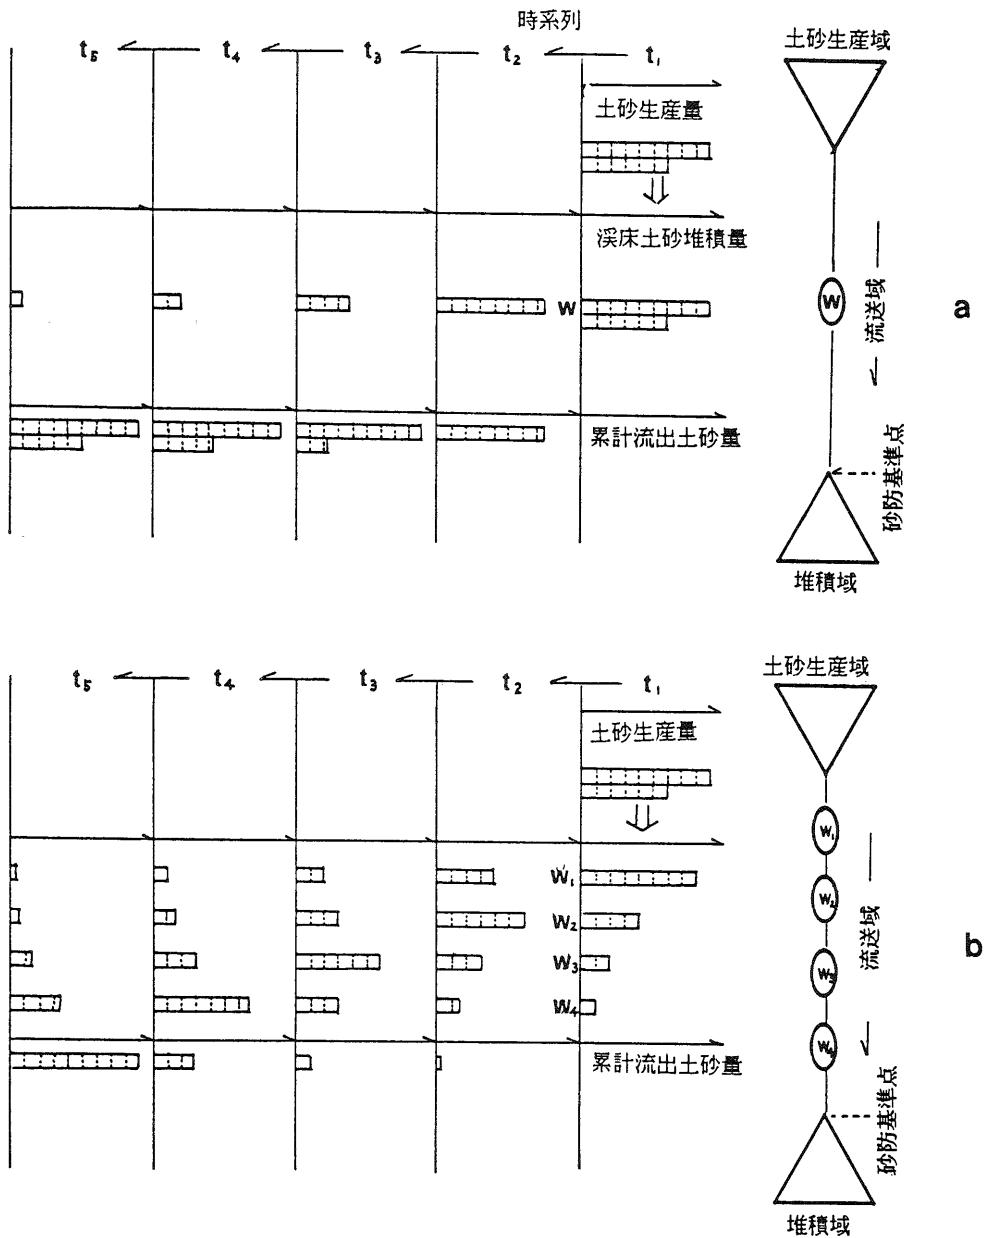 時系列
t₅ t₄ t₃ t₂ t₁
土砂生産量
渓床土砂堆積量
W
累計流出土砂量
土砂生産域
W
流送域
砂防基準点
堆積域
a
t₅ t₄ t₃ t₂ t₁
土砂生産量
W₁
W₂
W₃
W₄
累計流出土砂量
土砂生産域
W₁
W₂
W₃
W₄
流送域
砂防基準点
堆積域
b